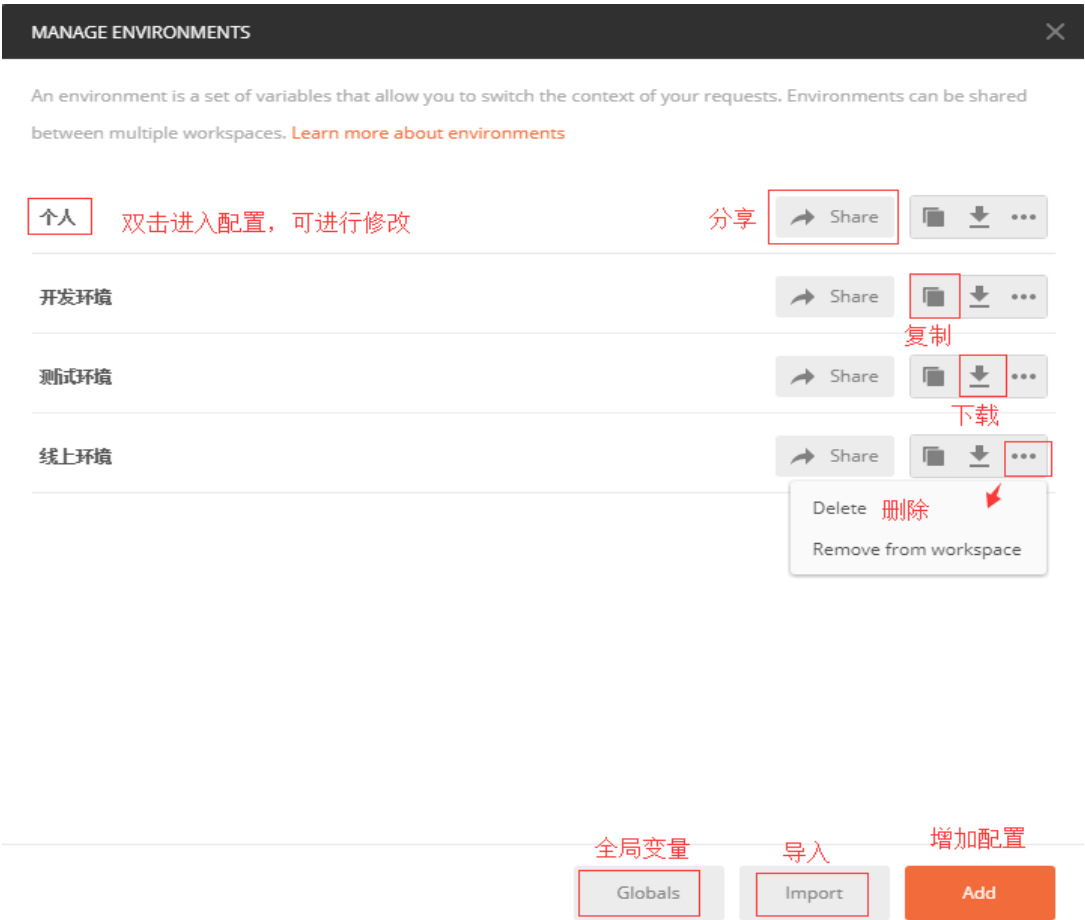 MANAGE ENVIRONMENTS
An environment is a set of variables that allow you to switch the context of your requests. Environments can be shared
between multiple workspaces. Learn more about environments
个人 双击进入配置，可进行修改 分享 Share
开发环境 Share
复制
测试环境 Share
下载
线上环境 Share
Delete 删除
Remove from workspace
全局变量 导入 增加配置
Globals Import Add